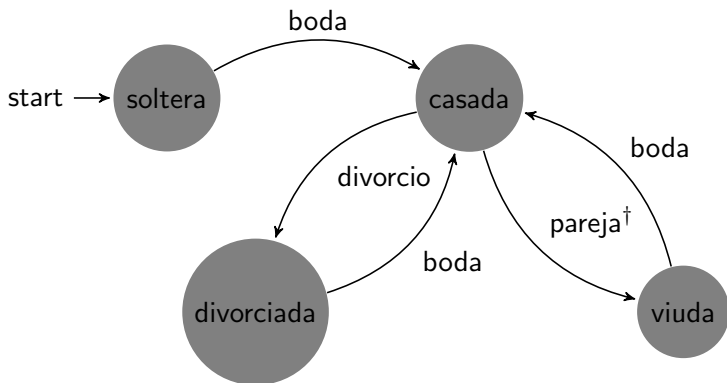 boda
start
soltera
casada
boda
divorcio
pareja†
boda
divorciada
viuda